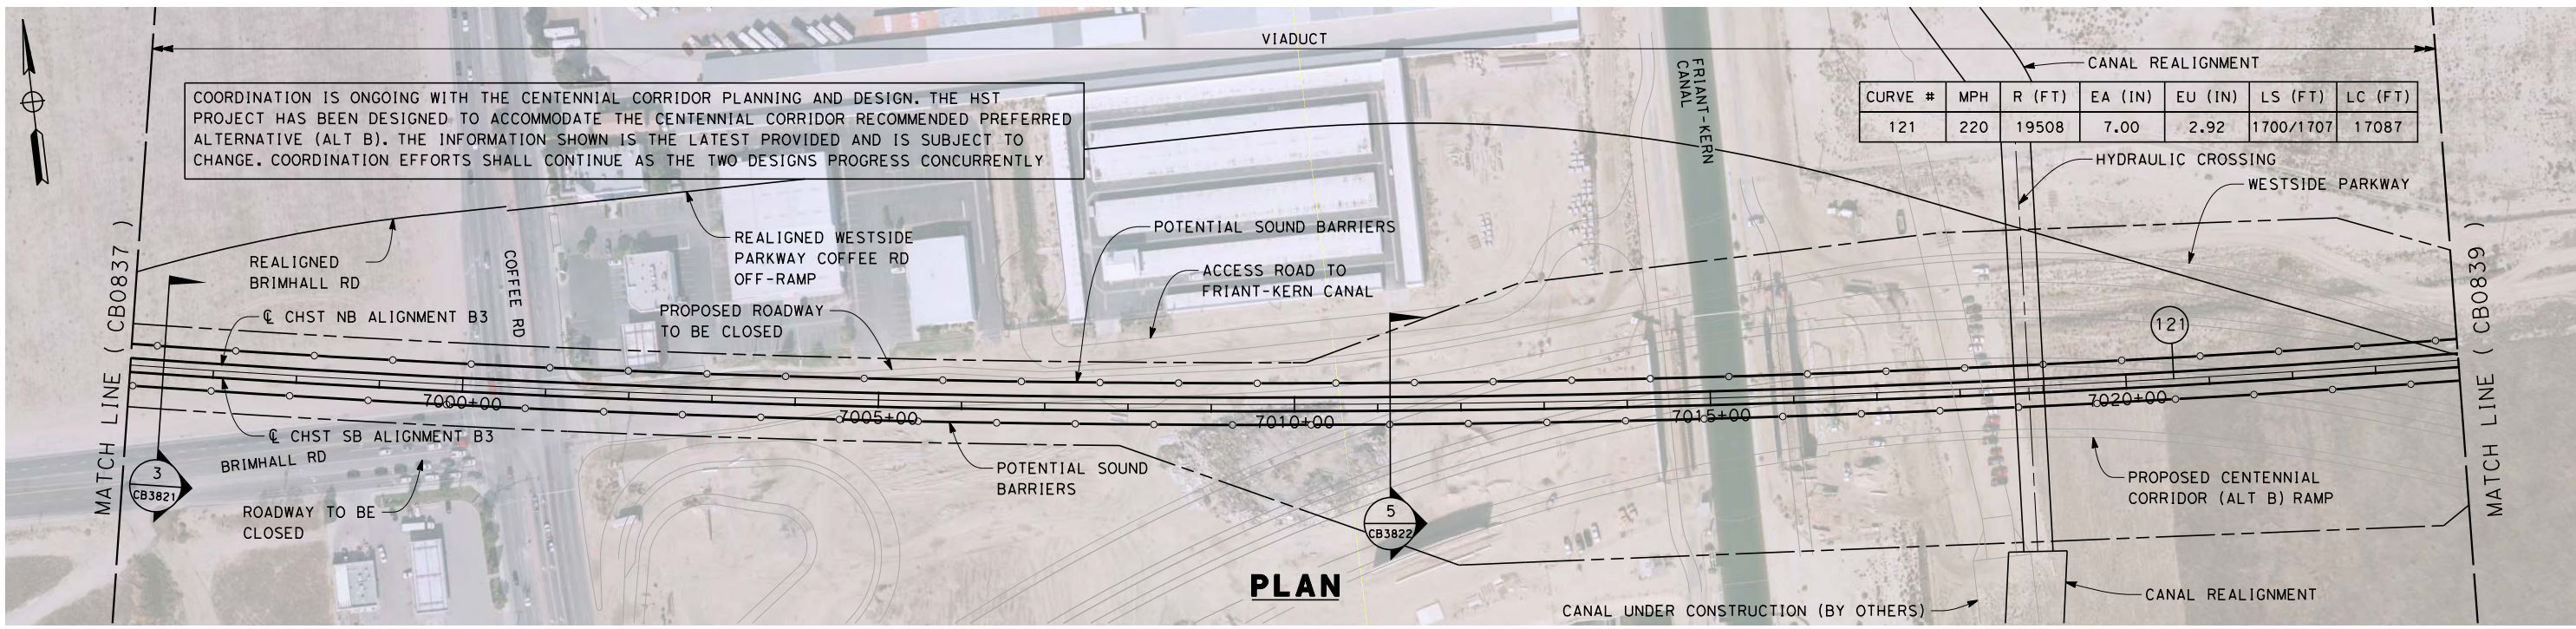 VIADUCT
CANAL REALIGNMENT
COORDINATION IS ONGOING WITH THE CENTENNIAL CORRIDOR PLANNING AND DESIGN. THE HST
PROJECT HAS BEEN DESIGNED TO ACCOMMODATE THE CENTENNIAL CORRIDOR RECOMMENDED PREFERRED
ALTERNATIVE (ALT B). THE INFORMATION SHOWN IS THE LATEST PROVIDED AND IS SUBJECT TO
CHANGE. COORDINATION EFFORTS SHALL CONTINUE AS THE TWO DESIGNS PROGRESS CONCURRENTLY
FRIANT-KERN
CANAL
CURVE # MPH R (FT) EA (IN) EU (IN) LS (FT) LC (FT)
121 220 19508 7.00 2.92 1700/1707 17087
HYDRAULIC CROSSING
WESTSIDE PARKWAY
MATCH LINE ( CB0837 )
REALIGNED
BRIMHALL RD
COFFEE RD
REALIGNED WESTSIDE
PARKWAY COFFEE RD
OFF-RAMP
POTENTIAL SOUND BARRIERS
ACCESS ROAD TO
FRIANT-KERN CANAL
PROPOSED ROADWAY
TO BE CLOSED
℄ CHST NB ALIGNMENT B3
121
MATCH LINE ( CB0839 )
7000+00
7005+00
7010+00
7015+00
7020+00
℄ CHST SB ALIGNMENT B3
BRIMHALL RD
3
CB3821
ROADWAY TO BE
CLOSED
POTENTIAL SOUND
BARRIERS
5
CB3822
PROPOSED CENTENNIAL
CORRIDOR (ALT B) RAMP
PLAN
CANAL UNDER CONSTRUCTION (BY OTHERS)
CANAL REALIGNMENT